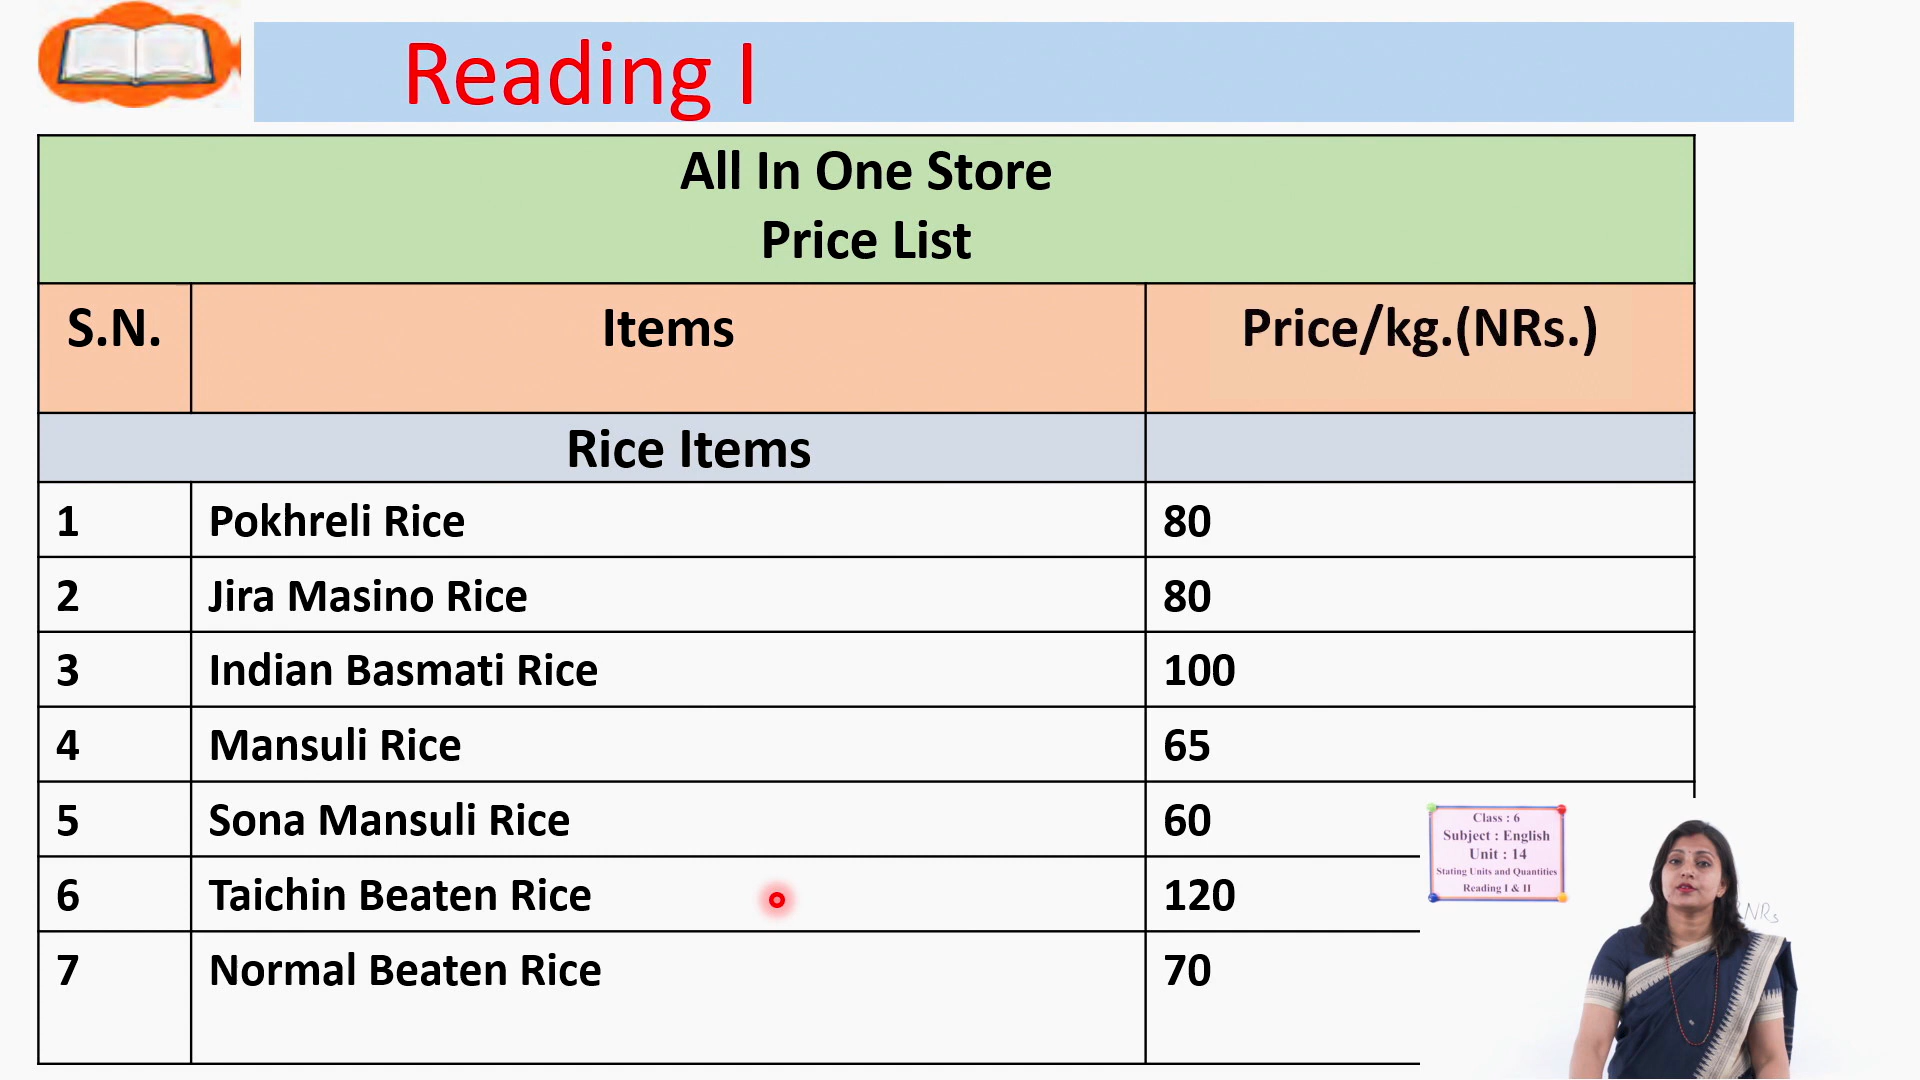 Reading I
All In One Store
Price List
S.N. Items Price/kg.(NRs.)
Rice Items
1 Pokhreli Rice 80
2 Jira Masino Rice 80
3 Indian Basmati Rice 100
4 Mansuli Rice 65
5 Sona Mansuli Rice 60
6 Taichin Beaten Rice 120
7 Normal Beaten Rice 70
Class : 6
Subject : English
Unit : 14
Stating Units and Quantities
Reading I & II
NRs